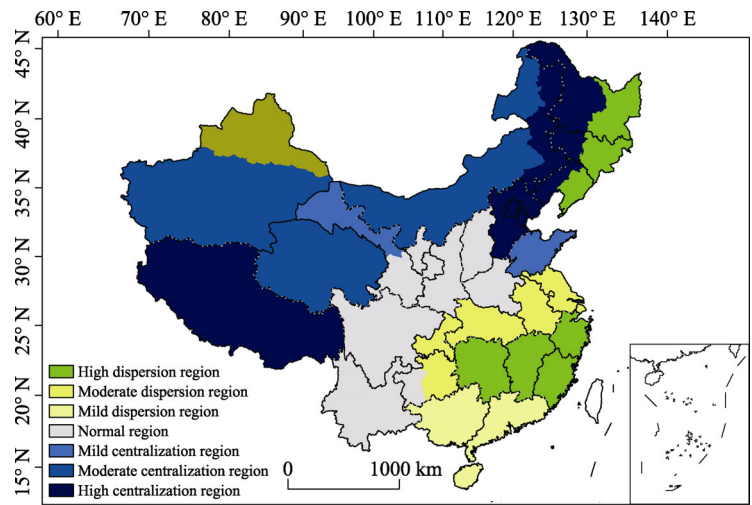 60° E 70° E 80° E 90° E 100° E 110° E 120° E 130° E 140° E
45° N
40° N
35° N
30° N
25° N
20° N
15° N
High dispersion region
Moderate dispersion region
Mild dispersion region
Normal region
Mild centralization region
Moderate centralization region
High centralization region
0 1000 km